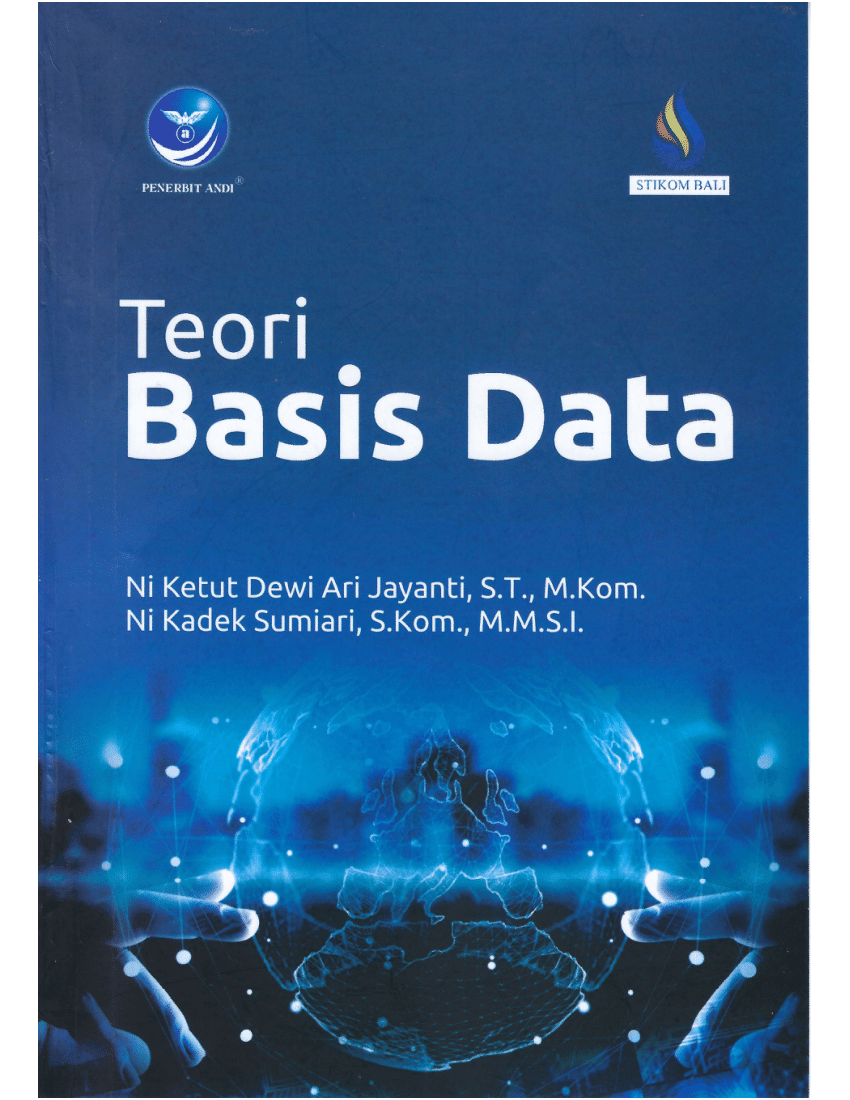 a
PENERBIT ANDI®
STIKOM BALI
Teori
Basis Data
Ni Ketut Dewi Ari Jayanti, S.T., M.Kom.
Ni Kadek Sumiari, S.Kom., M.M.S.I.